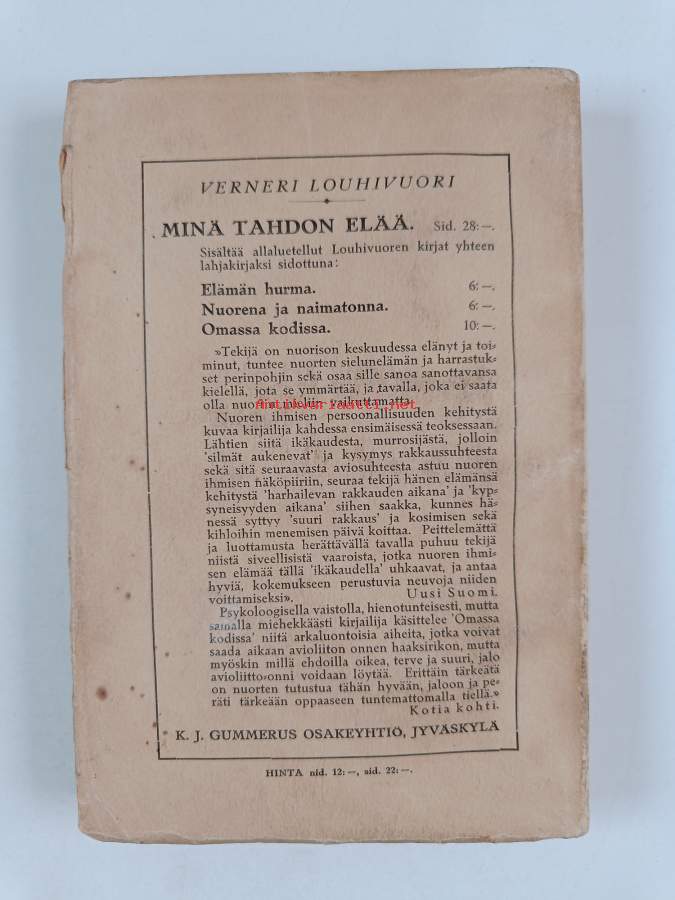 VERNERI LOUHIVUORI
MINÄ TAHDON ELÄÄ. Sid. 28:—.
Sisältää allaluetellut Louhivuoren kirjat yhteen
lahjakirjaksi sidottuna:
Elämän hurma. 6:—.
Nuorena ja naimatonna. 6:—.
Omassa kodissa. 10:—.
»Tekijä on nuorison keskuudessa elänyt ja toi-
minut, tuntee nuorten sielunelämän ja harrastuk-
set perinpohjin sekä osaa sille sanoa sanottavansa
kielellä, jota se ymmärtää, ja tavalla, joka ei saata
olla nuorten mieliin vaikuttamatta.
Antikvariaatti.net
Nuoren ihmisen persoonallisuuden kehitystä
kuvaa kirjailija kahdessa ensimäisessä teoksessaan.
Lähtien siitä ikäkaudesta, murrosijästä, jolloin
'silmät aukenevat' ja kysymys rakkaussuhteesta
sekä sitä seuraavasta aviosuhteesta astuu nuoren
ihmisen näköpiiriin, seuraa tekijä hänen elämänsä
kehitystä 'harhailevan rakkauden aikana' ja 'kyp-
syneisyyden aikana' siihen saakka, kunnes hä-
nessä syttyy 'suuri rakkaus' ja kosimisen sekä
kihloihin menemisen päivä koittaa. Peittelemättä
ja luottamusta herättävällä tavalla puhuu tekijä
niistä siveellisistä vaaroista, jotka nuoren ihmi-
sen elämää tällä 'ikäkaudella' uhkaavat, ja antaa
hyviä, kokemukseen perustuvia neuvoja niiden
voittamiseksi». Uusi Suomi.
Psykoloogisella vaistolla, hienotunteisesti, mutta
samalla miehekkäästi kirjailija käsittelee 'Omassa
kodissa' niitä arkaluontoisia aiheita, jotka voivat
saada aikaan avioliiton onnen haaksirikon, mutta
myöskin millä ehdoilla oikea, terve ja suuri, jalo
avioliitto-onni voidaan löytää. Erittäin tärkeätä
on nuorten tutustua tähän hyvään, jaloon ja pe-
räti tärkeään oppaaseen tuntemattomalla tiellä.»
Kotia kohti.
K. J. GUMMERUS OSAKEYHTIÖ, JYVÄSKYLÄ
HINTA nid. 12:—, sid. 22:—.